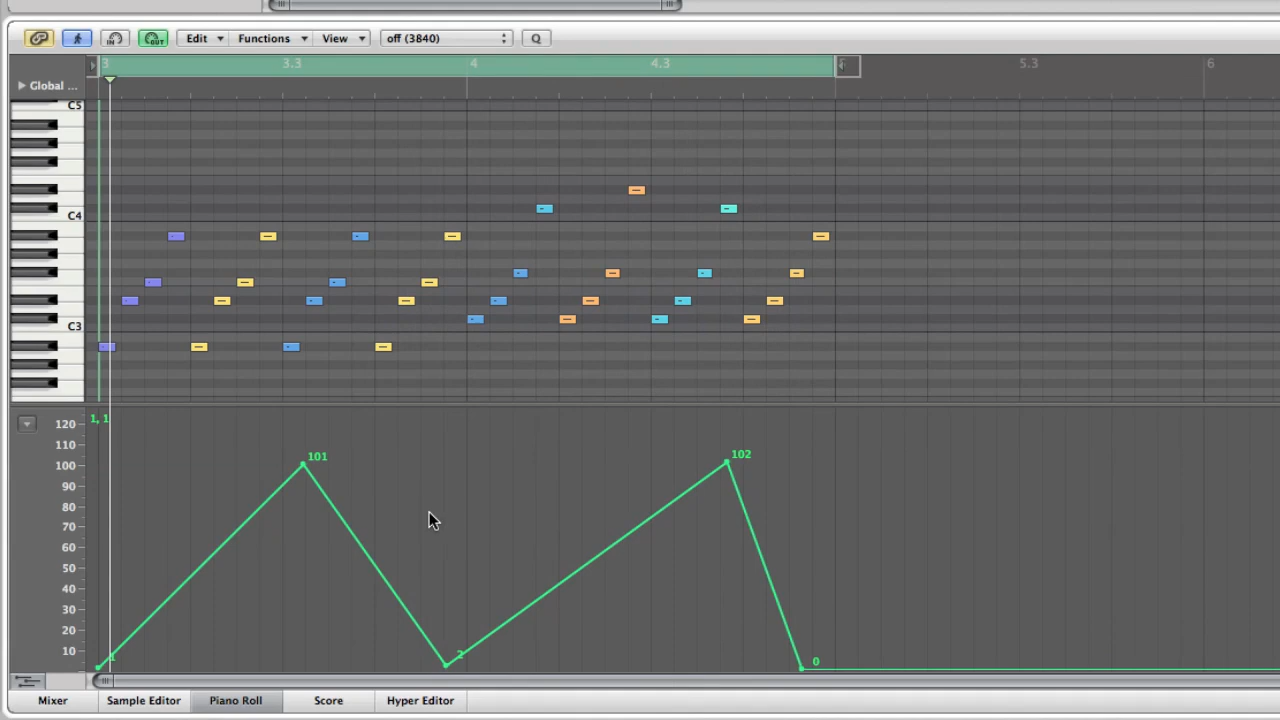 Edit Functions View off (3840) Q
3 3.3 4 4.3 5.3 6
Global ...
C5
C4
C3
1, 1
120
110
100
90
80
70
60
50
40
30
20
10
101
102
1
2
0
Mixer Sample Editor Piano Roll Score Hyper Editor